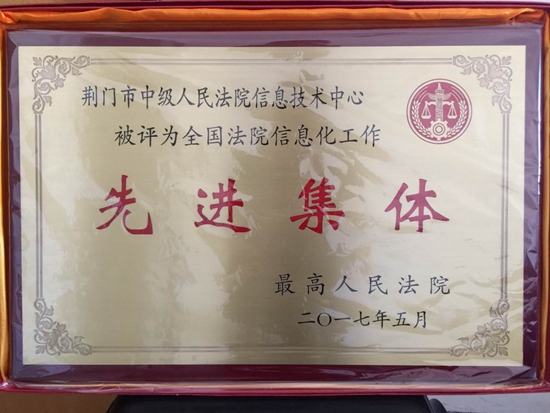 荆门市中级人民法院信息技术中心
被评为全国法院信息化工作
先进集体
最高人民法院
二〇一七年五月